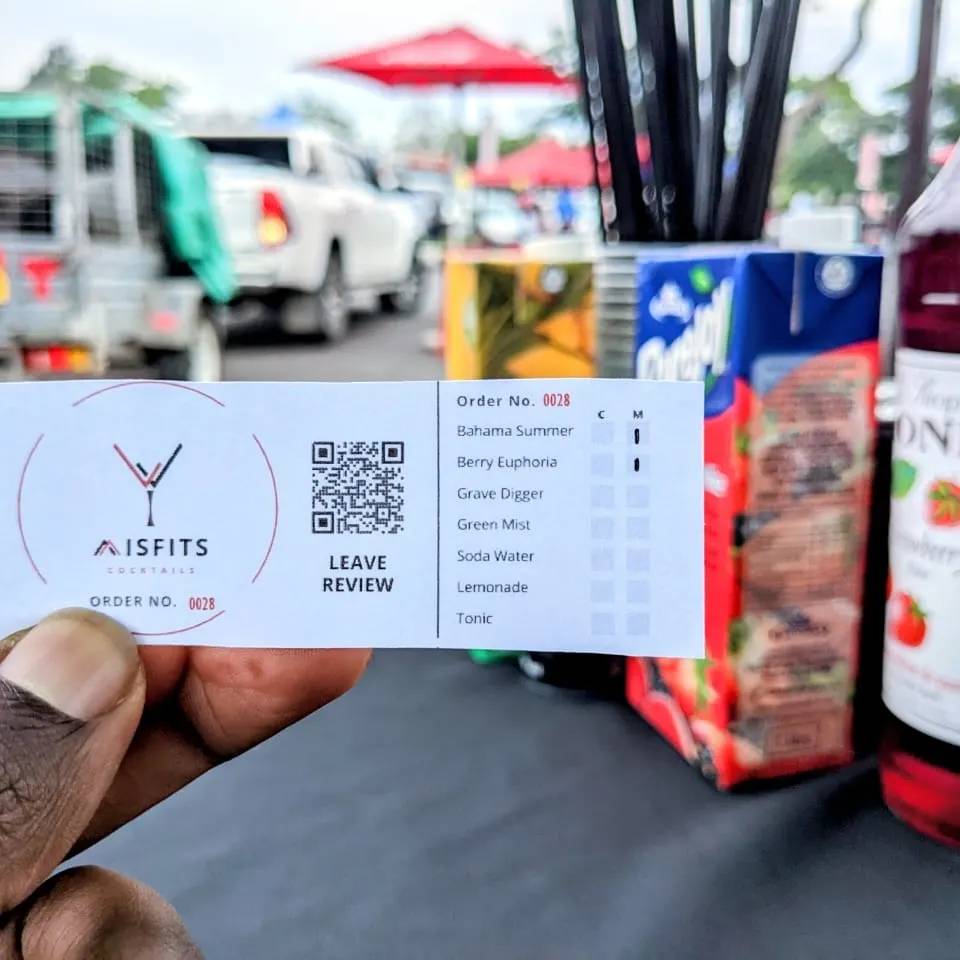 MISFITS
COCKTAILS
ORDER NO. 0028
LEAVE
REVIEW
Order No. 0028
C M
Bahama Summer
Berry Euphoria
Grave Digger
Green Mist
Soda Water
Lemonade
Tonic